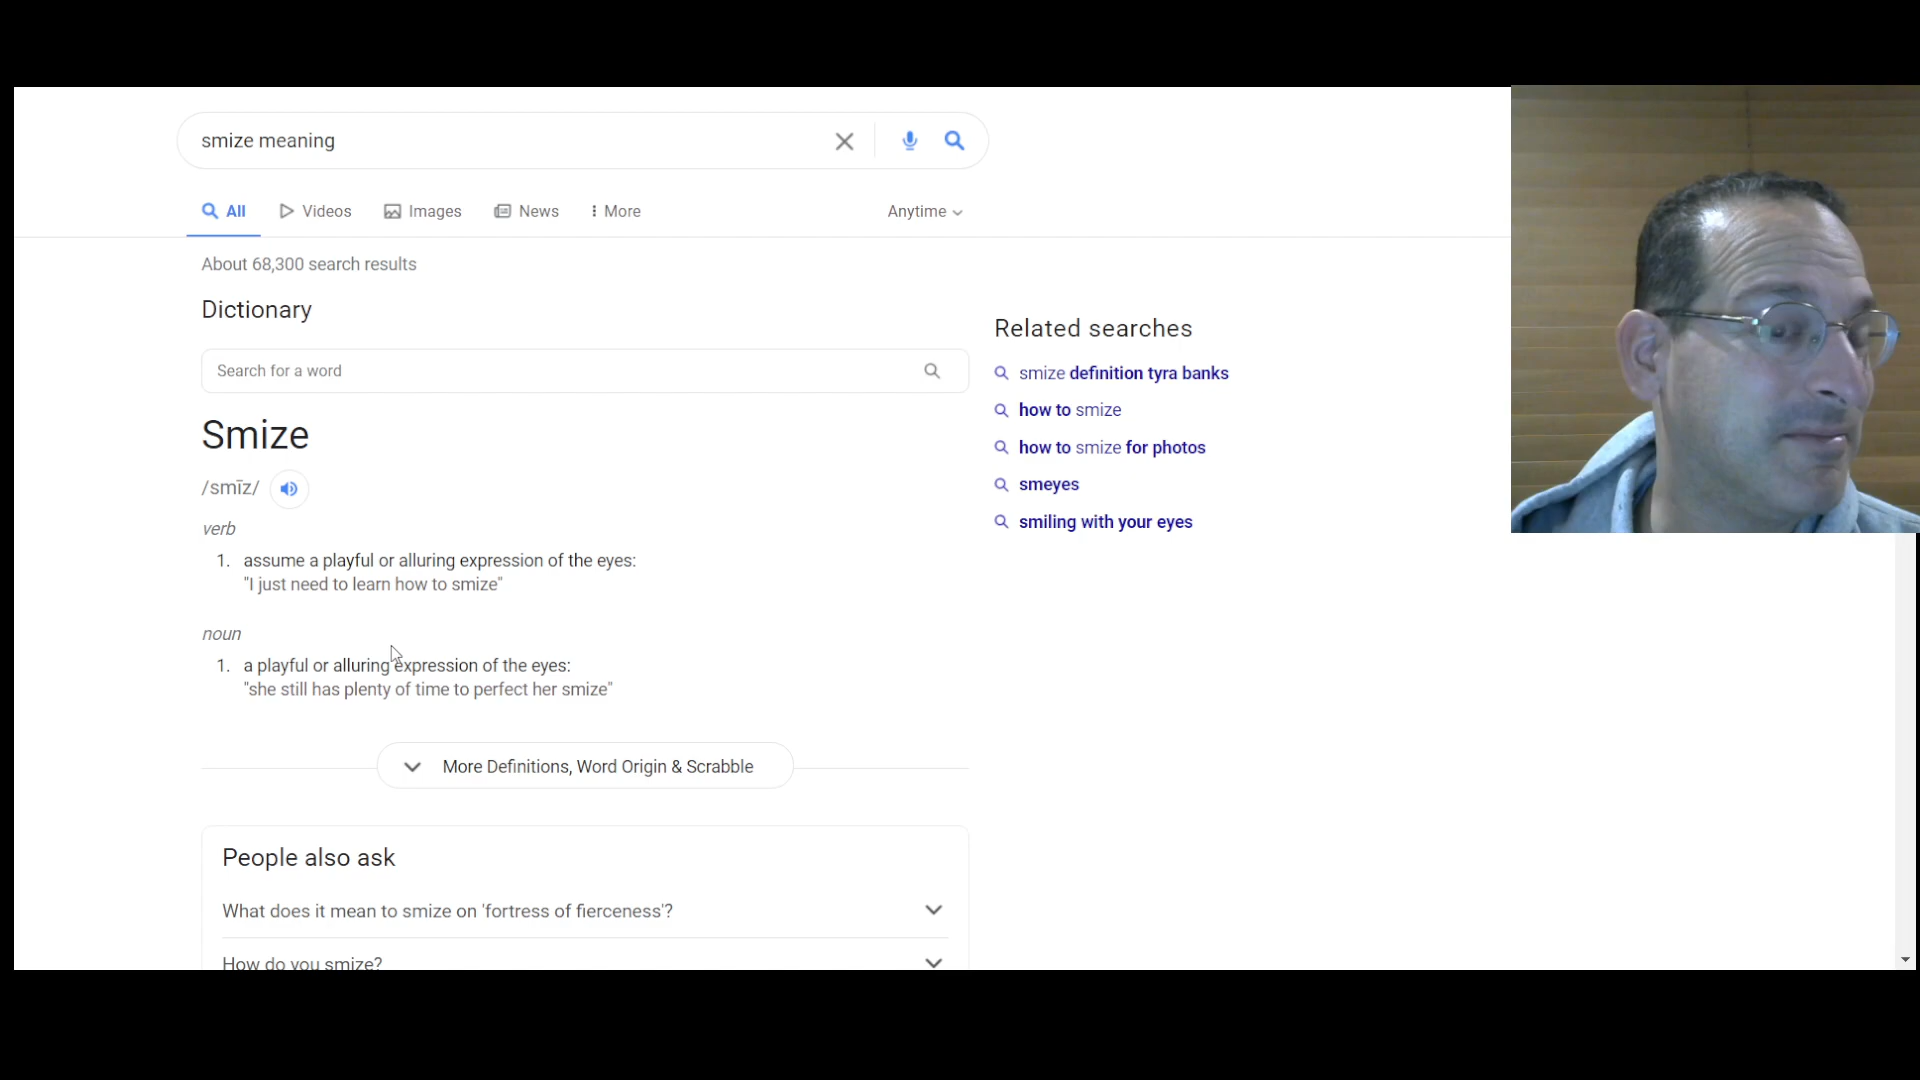 smize meaning
All Videos Images News More Anytime
About 68,300 search results
Dictionary
Search for a word
Smize
/smīz/
verb
1. assume a playful or alluring expression of the eyes:
"I just need to learn how to smize"
noun
1. a playful or alluring expression of the eyes:
"she still has plenty of time to perfect her smize"
More Definitions, Word Origin & Scrabble
People also ask
What does it mean to smize on 'fortress of fierceness'?
How do you smize?
Related searches
smize definition tyra banks
how to smize
how to smize for photos
smeyes
smiling with your eyes